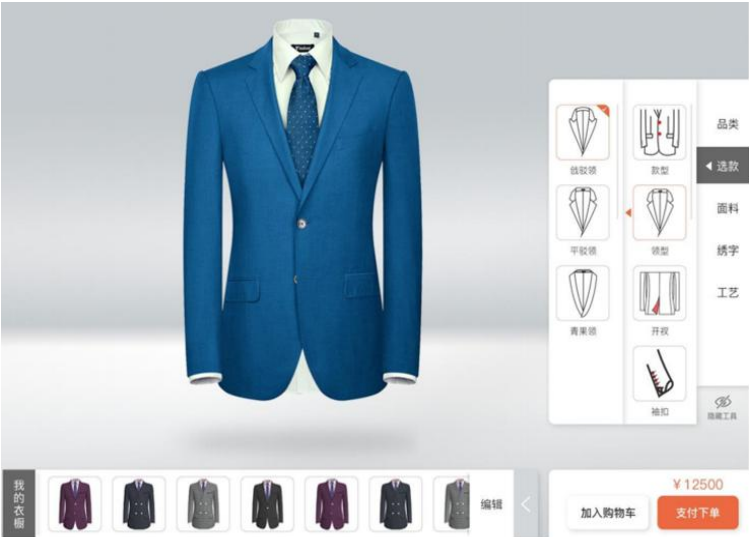 品类
选款
面料
绣字
工艺
隐藏工具
款型
领型
开衩
袖扣
戗驳领
平驳领
青果领
我的衣橱
编辑
¥12500
加入购物车
支付下单